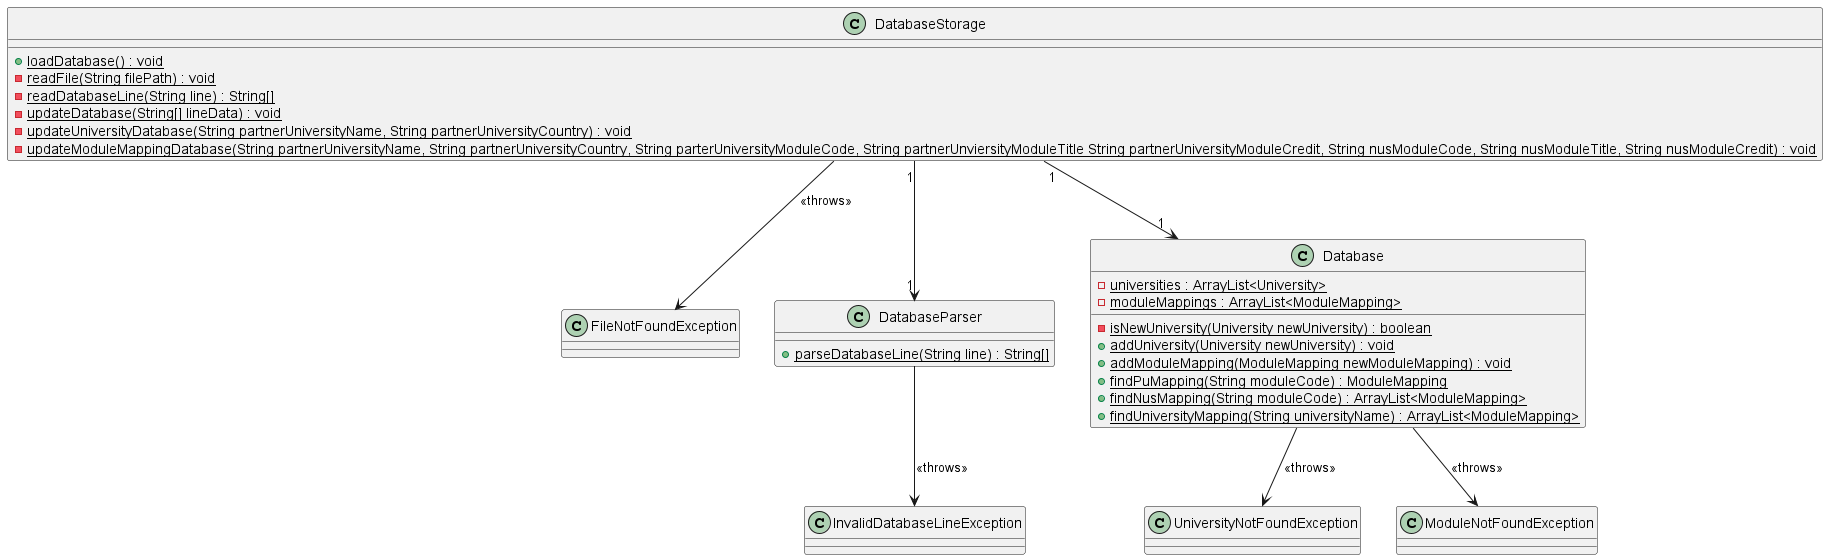 C DatabaseStorage
loadDatabase() : void
readFile(String filePath) : void
readDatabaseLine(String line) : String[]
updateDatabase(String[] lineData) : void
updateUniversityDatabase(String partnerUniversityName, String partnerUniversityCountry) : void
updateModuleMappingDatabase(String partnerUniversityName, String partnerUniversityCountry, String parterUniversityModuleCode, String partnerUnviersityModuleTitle String partnerUniversityModuleCredit, String nusModuleCode, String nusModuleTitle, String nusModuleCredit) : void
1
1
«throws»
1
1
C Database
universities : ArrayList<University>
moduleMappings : ArrayList<ModuleMapping>
isNewUniversity(University newUniversity) : boolean
addUniversity(University newUniversity) : void
addModuleMapping(ModuleMapping newModuleMapping) : void
findPuMapping(String moduleCode) : ModuleMapping
findNusMapping(String moduleCode) : ArrayList<ModuleMapping>
findUniversityMapping(String universityName) : ArrayList<ModuleMapping>
C FileNotFoundException
C DatabaseParser
parseDatabaseLine(String line) : String[]
«throws»
«throws»
«throws»
C InvalidDatabaseLineException
C UniversityNotFoundException
C ModuleNotFoundException